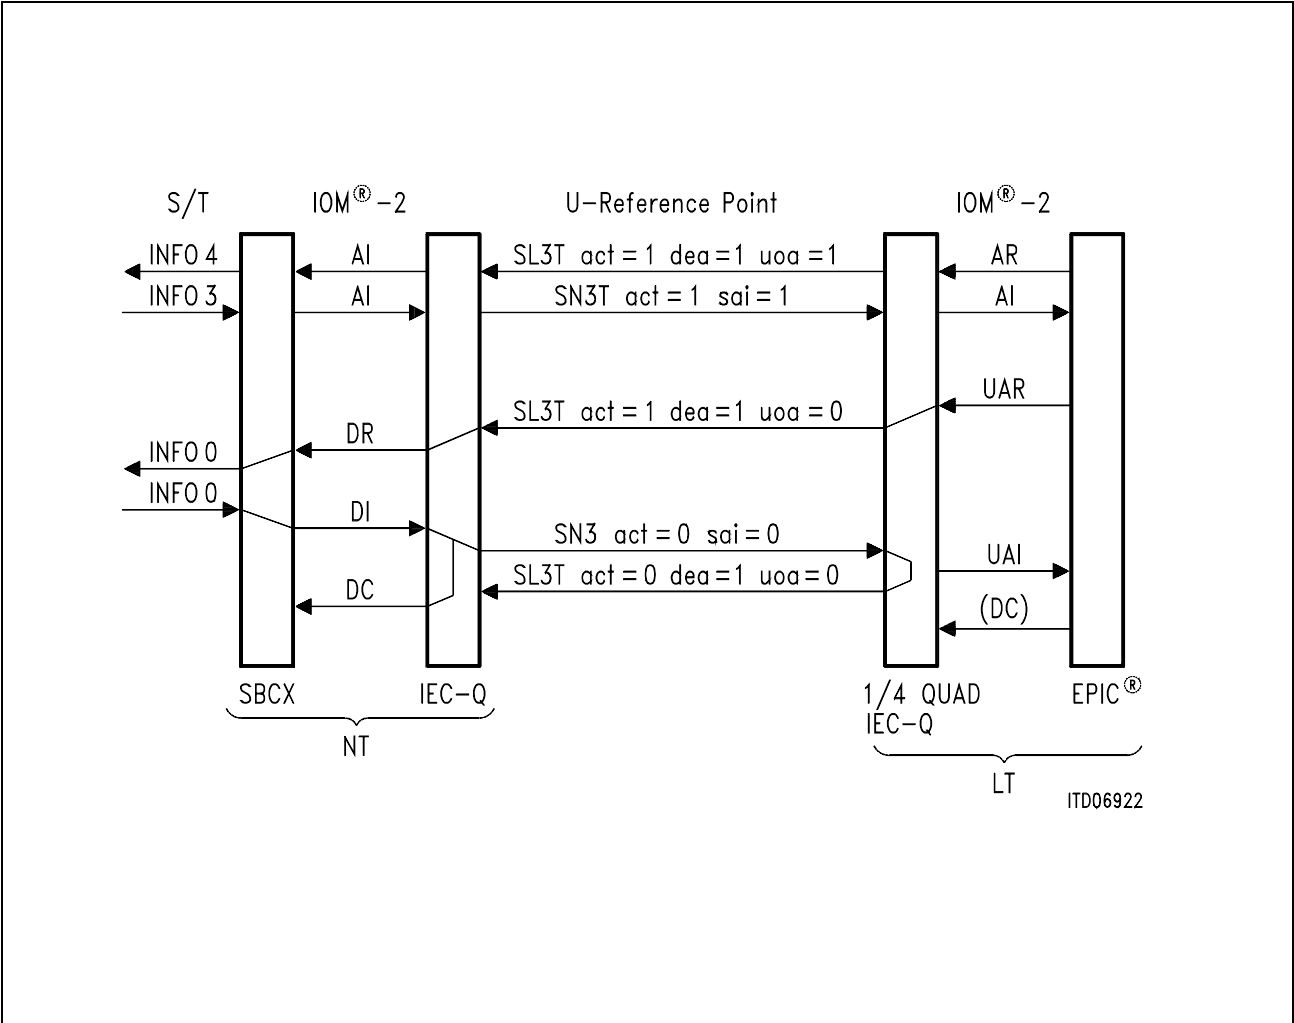 S/T IOM®-2 U-Reference Point IOM®-2
INFO 4 AI SL3T act=1 dea=1 uoa=1 AR
INFO 3 AI SN3T act=1 sai=1 AI
UAR
SL3T act=1 dea=1 uoa=0
DR
INFO 0
INFO 0
DI
SN3 act=0 sai=0
UAI
SL3T act=0 dea=1 uoa=0
DC
(DC)
SBCX IEC-Q 1/4 QUAD EPIC®
IEC-Q
NT
LT
ITD06922